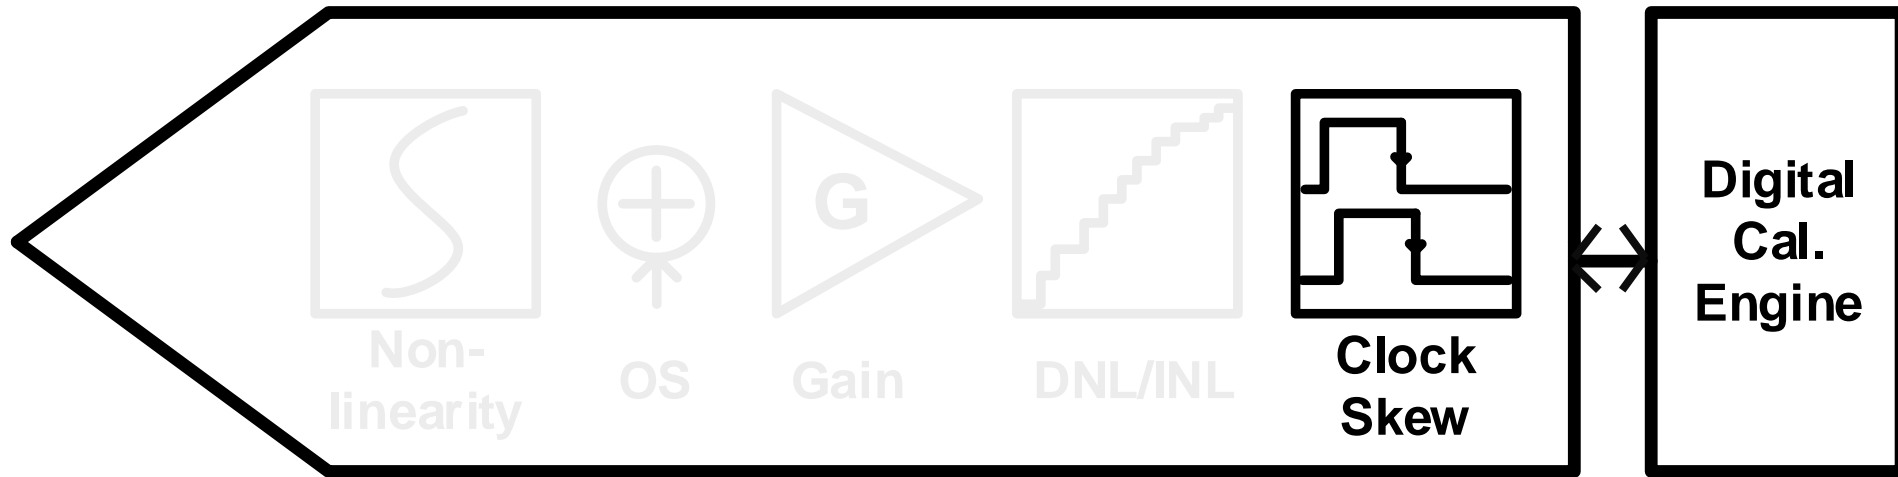 Non-
linearity
OS
G
Gain
DNL/INL
Clock
Skew
Digital
Cal.
Engine